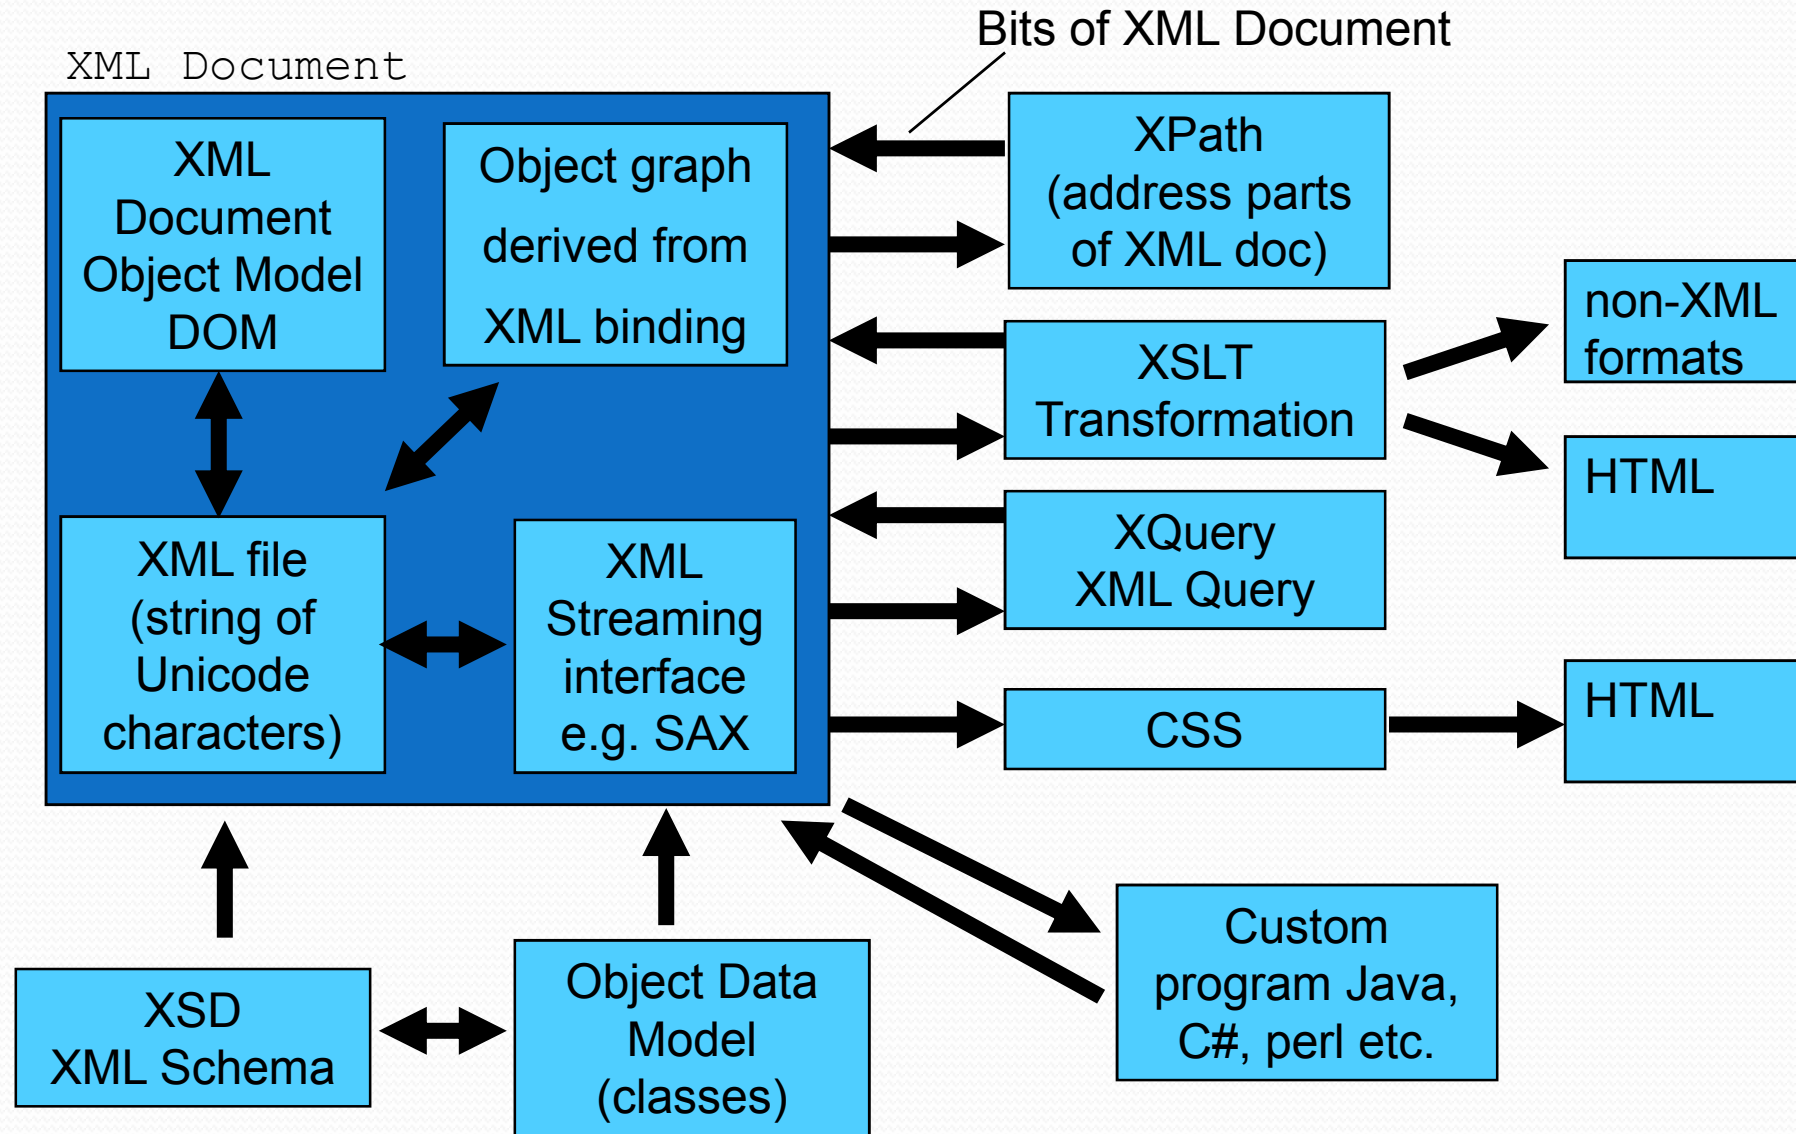 Bits of XML Document
XML Document
XML
Document
Object Model
DOM
Object graph
derived from
XML binding
XPath
(address parts
of XML doc)
non-XML
formats
XSLT
Transformation
HTML
XML file
(string of
Unicode
characters)
XML
Streaming
interface
e.g. SAX
XQuery
XML Query
CSS
HTML
XSD
XML Schema
Object Data
Model
(classes)
Custom
program Java,
C#, perl etc.